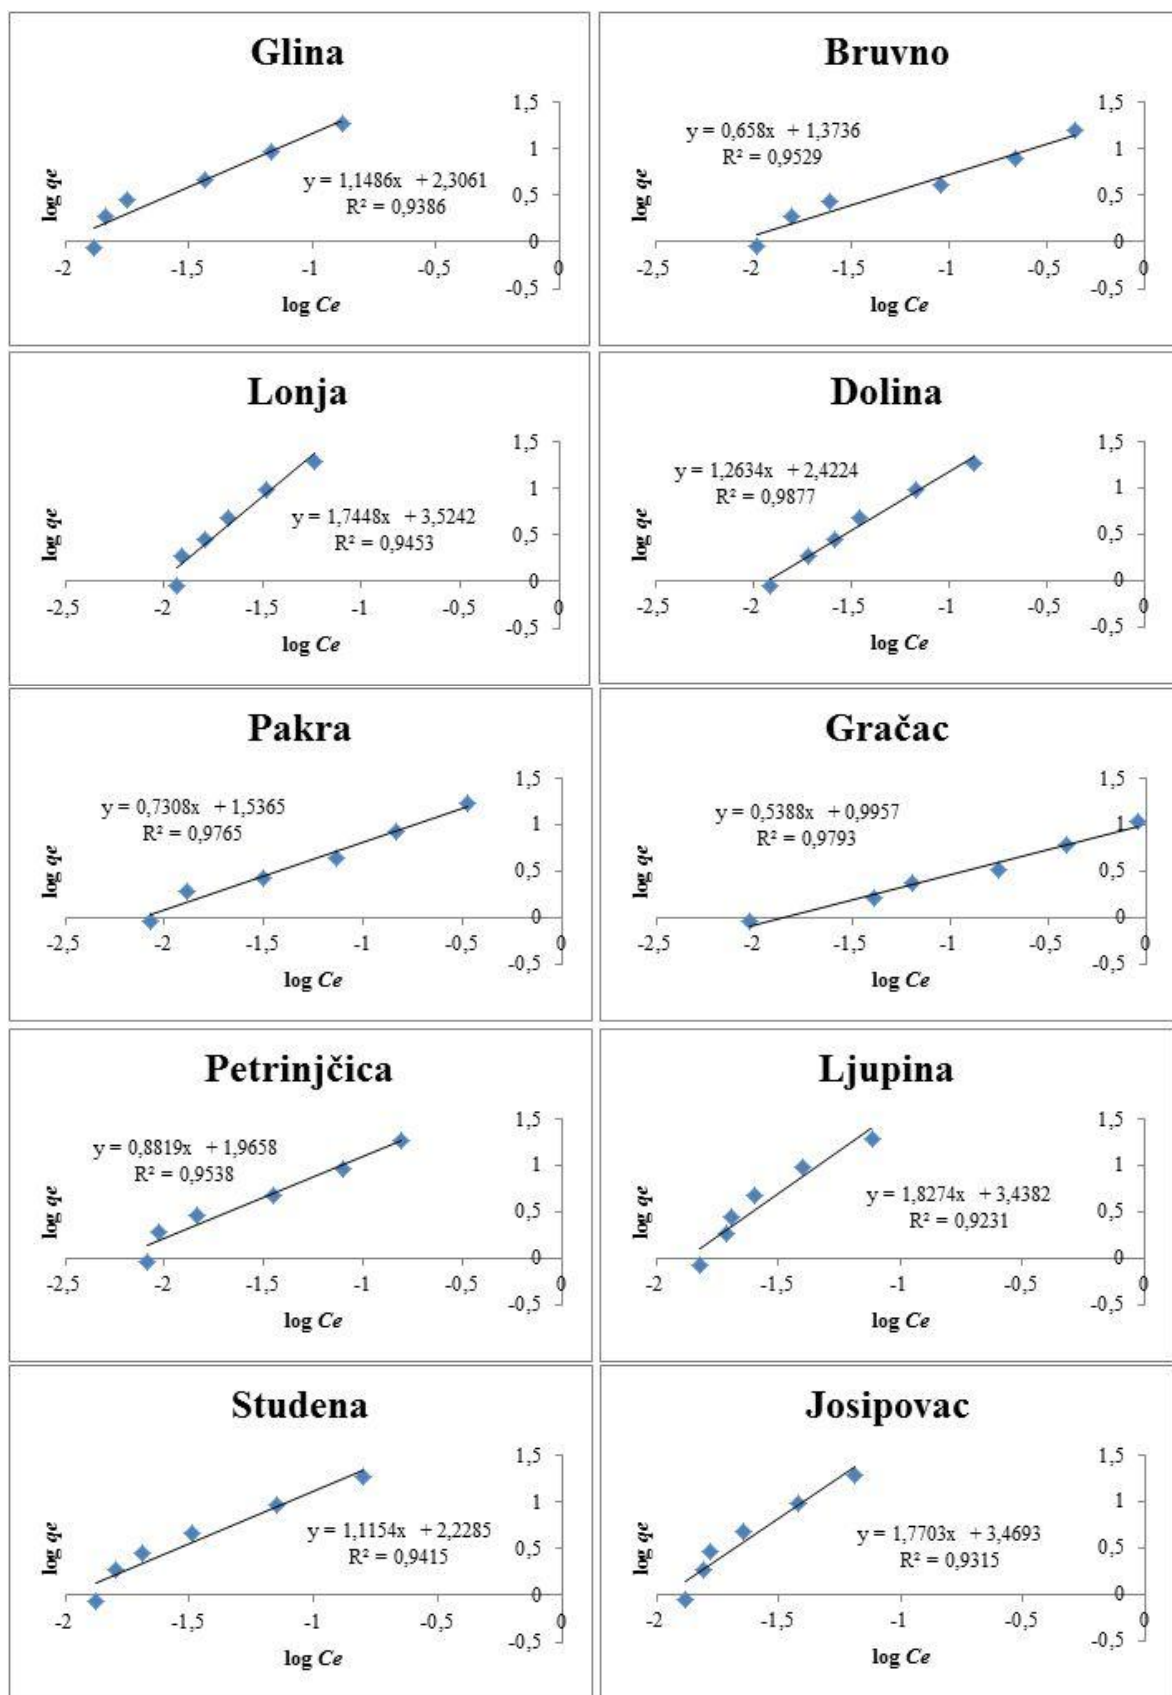 Glina
1,5
1
0,5
0
-0,5
y = 1,1486x + 2,3061
R² = 0,9386
log qe
-2 -1,5 -1 -0,5 0
log Ce
Bruvno
1,5
1
0,5
0
-0,5
y = 0,658x + 1,3736
R² = 0,9529
log qe
-2,5 -2 -1,5 -1 -0,5 0
log Ce
Lonja
1,5
1
0,5
0
-0,5
y = 1,7448x + 3,5242
R² = 0,9453
log qe
-2,5 -2 -1,5 -1 -0,5 0
log Ce
Dolina
1,5
1
0,5
0
-0,5
y = 1,2634x + 2,4224
R² = 0,9877
log qe
-2,5 -2 -1,5 -1 -0,5 0
log Ce
Pakra
1,5
1
0,5
0
-0,5
y = 0,7308x + 1,5365
R² = 0,9765
log qe
-2,5 -2 -1,5 -1 -0,5 0
log Ce
Gračac
1,5
1
0,5
0
-0,5
y = 0,5388x + 0,9957
R² = 0,9793
log qe
-2,5 -2 -1,5 -1 -0,5 0
log Ce
Petrinjčica
1,5
1
0,5
0
-0,5
y = 0,8819x + 1,9658
R² = 0,9538
log qe
-2,5 -2 -1,5 -1 -0,5 0
log Ce
Ljupina
1,5
1
0,5
0
-0,5
y = 1,8274x + 3,4382
R² = 0,9231
log qe
-2 -1,5 -1 -0,5 0
log Ce
Studena
1,5
1
0,5
0
-0,5
y = 1,1154x + 2,2285
R² = 0,9415
log qe
-2 -1,5 -1 -0,5 0
log Ce
Josipovac
1,5
1
0,5
0
-0,5
y = 1,7703x + 3,4693
R² = 0,9315
log qe
-2 -1,5 -1 -0,5 0
log Ce